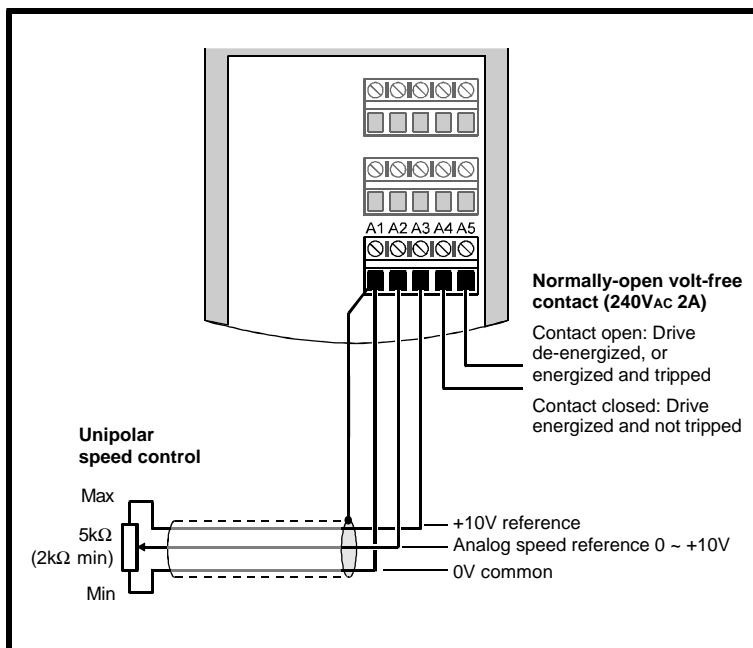 A1 A2 A3 A4 A5
Normally-open volt-free
contact (240VAC 2A)
Contact open: Drive
de-energized, or
energized and tripped
Contact closed: Drive
energized and not tripped
Unipolar
speed control
Max
5kΩ
(2kΩ min)
Min
+10V reference
Analog speed reference 0 ~ +10V
0V common